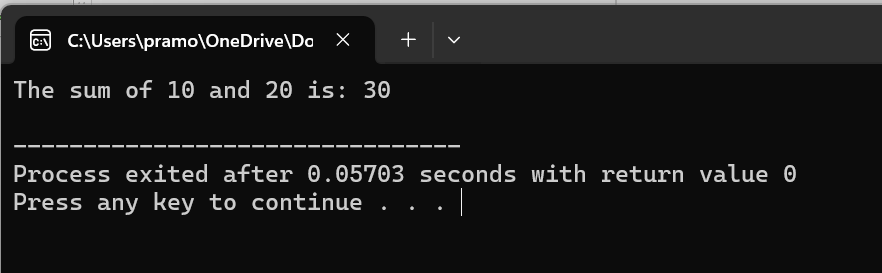 C:\Users\pramo\OneDrive\Do
The sum of 10 and 20 is: 30
--------------------------------
Process exited after 0.05703 seconds with return value 0
Press any key to continue . . .